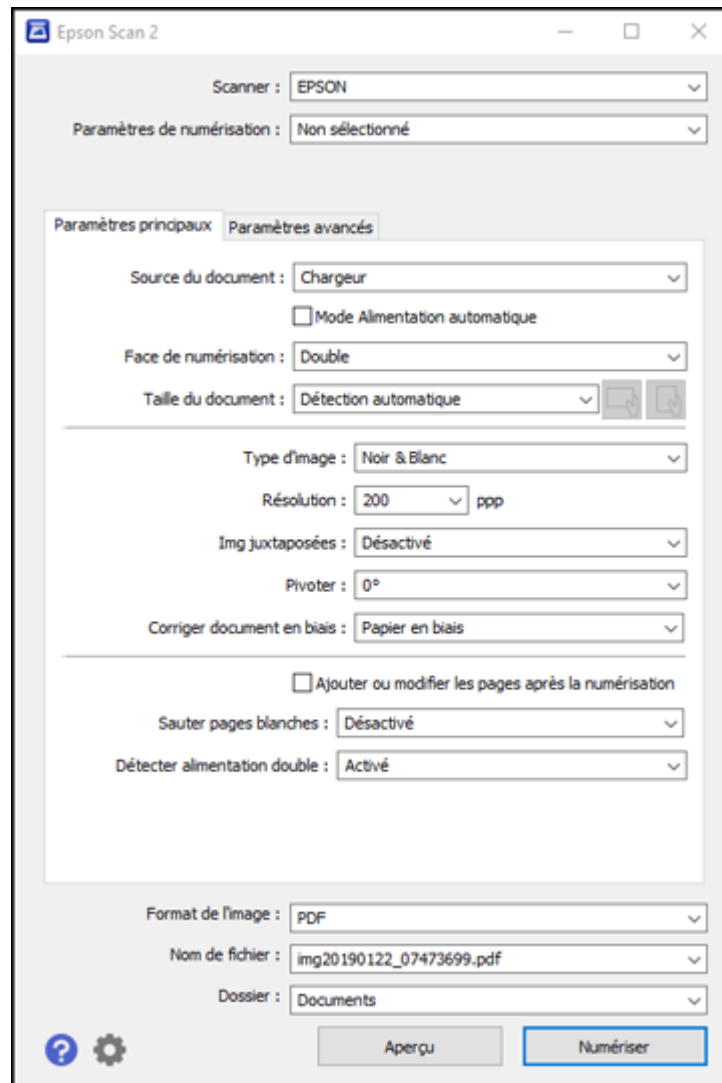 Epson Scan 2
Scanner : EPSON
Paramètres de numérisation : Non sélectionné
Paramètres principaux Paramètres avancés
Source du document : Chargeur
Mode Alimentation automatique
Face de numérisation : Double
Taille du document : Détection automatique
Type d'image : Noir & Blanc
Résolution : 200 ppp
Img juxtaposées : Désactivé
Pivoter : 0°
Corriger document en biais : Papier en biais
Ajouter ou modifier les pages après la numérisation
Sauter pages blanches : Désactivé
Détecter alimentation double : Activé
Format de l'image : PDF
Nom de fichier : img20190122_07473699.pdf
Dossier : Documents
? Aperçu Numériser